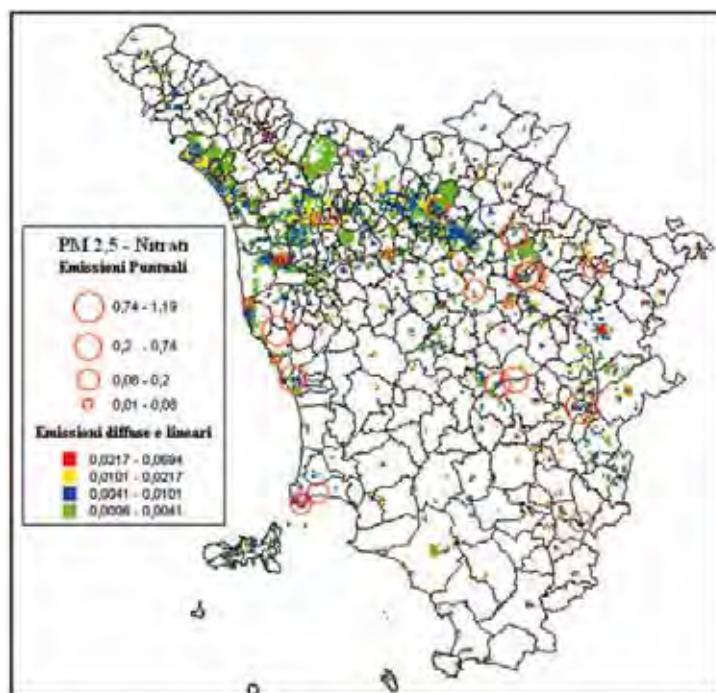 PM 2,5 - Nitrati
Emissioni Puntuali
0,74 - 1,19
0,2 - 0,74
0,06 - 0,2
0,01 - 0,06
Emissioni diffuse e lineari
0,0217 - 0,0694
0,0101 - 0,0217
0,0041 - 0,0101
0,0006 - 0,0041